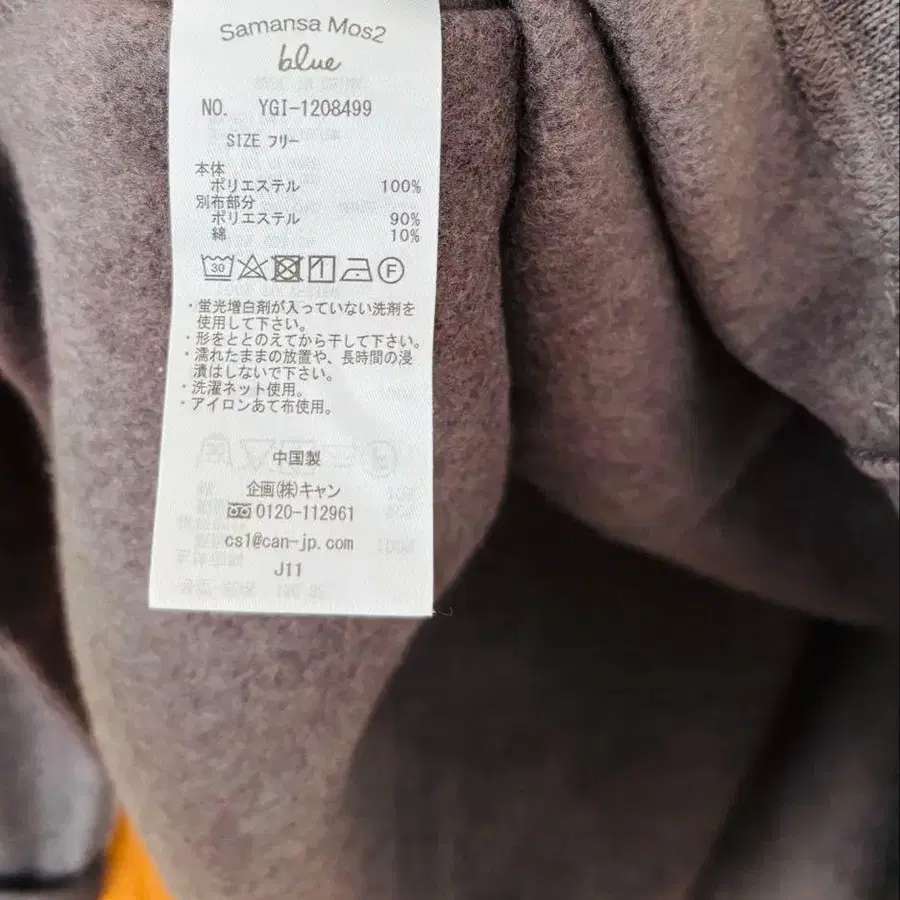 Samansa Mos2
blue
NO. YGI-1208499
SIZE フリー
本体
ポリエステル 100%
別布部分
ポリエステル 90%
綿 10%
30
F
・蛍光増白剤が入っていない洗剤を
使用して下さい。
・形をととのえてから干して下さい。
・濡れたままの放置や、長時間の浸
漬はしないで下さい。
・洗濯ネット使用。
・アイロンあて布使用。
中国製
企画(株)キャン
0120-112961
cs1@can-jp.com
J11